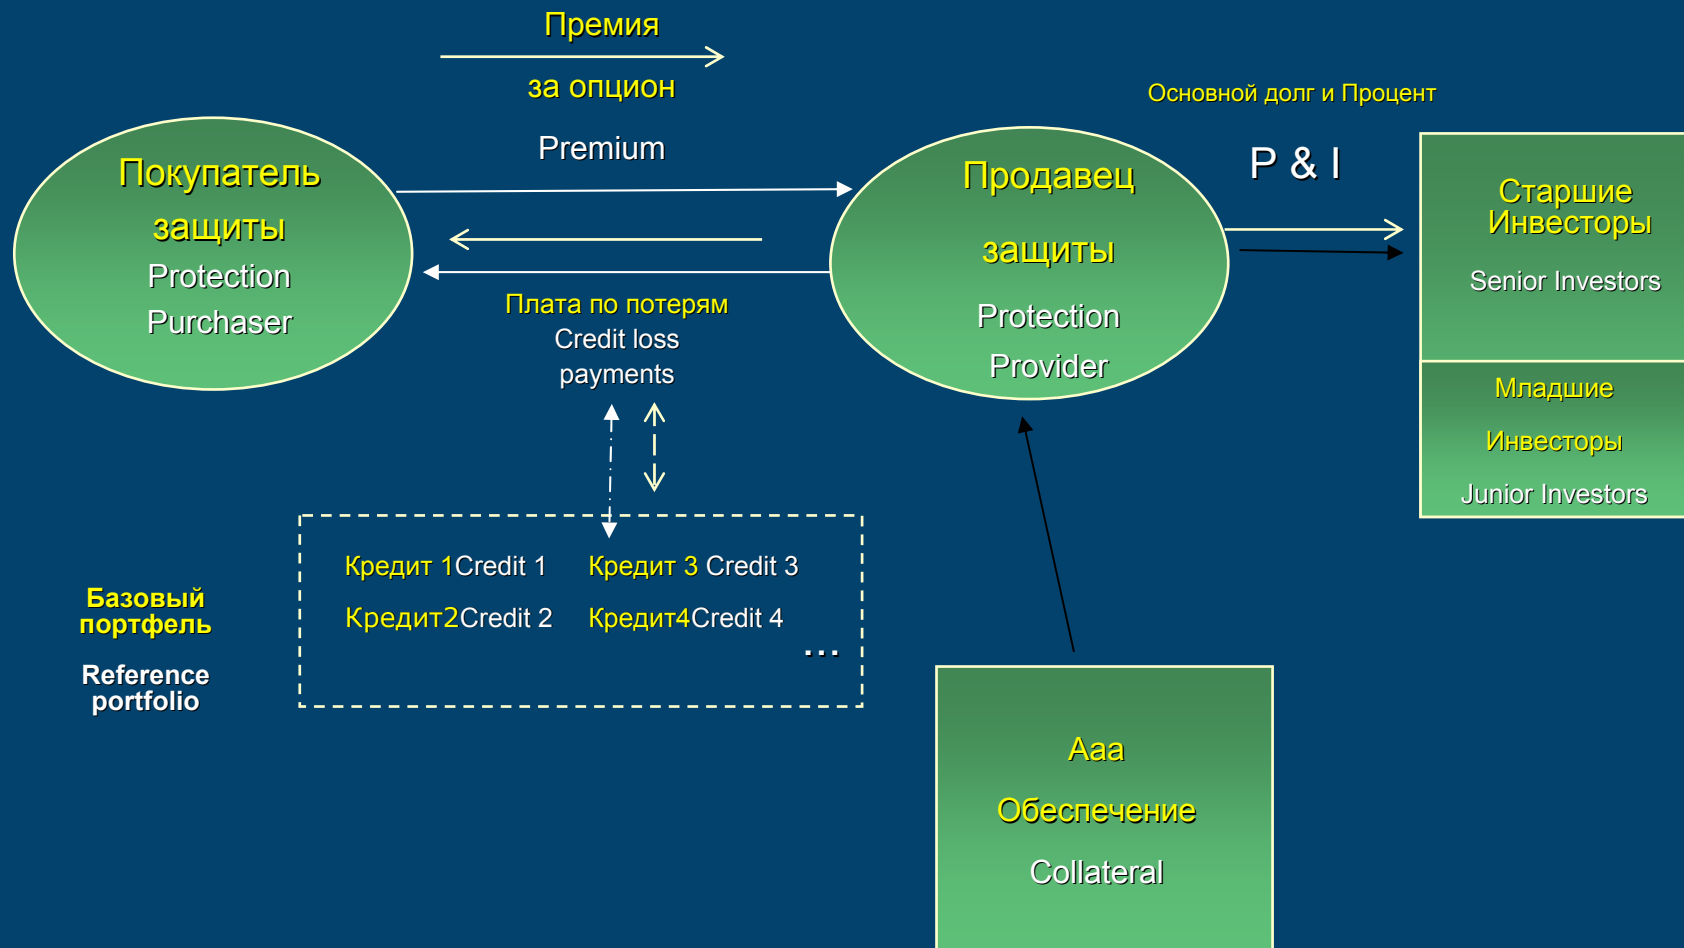 Премия
за опцион
Premium
Основной долг и Процент
P & I
Покупатель
защиты
Protection
Purchaser
Продавец
защиты
Protection
Provider
Старшие
Инвесторы
Senior Investors
Младшие
Инвесторы
Junior Investors
Плата по потерям
Credit loss
payments
Базовый
портфель
Reference
portfolio
Кредит 1Credit 1 Кредит 3 Credit 3
Кредит2Credit 2 Кредит4Credit 4
...
Ааа
Обеспечение
Collateral